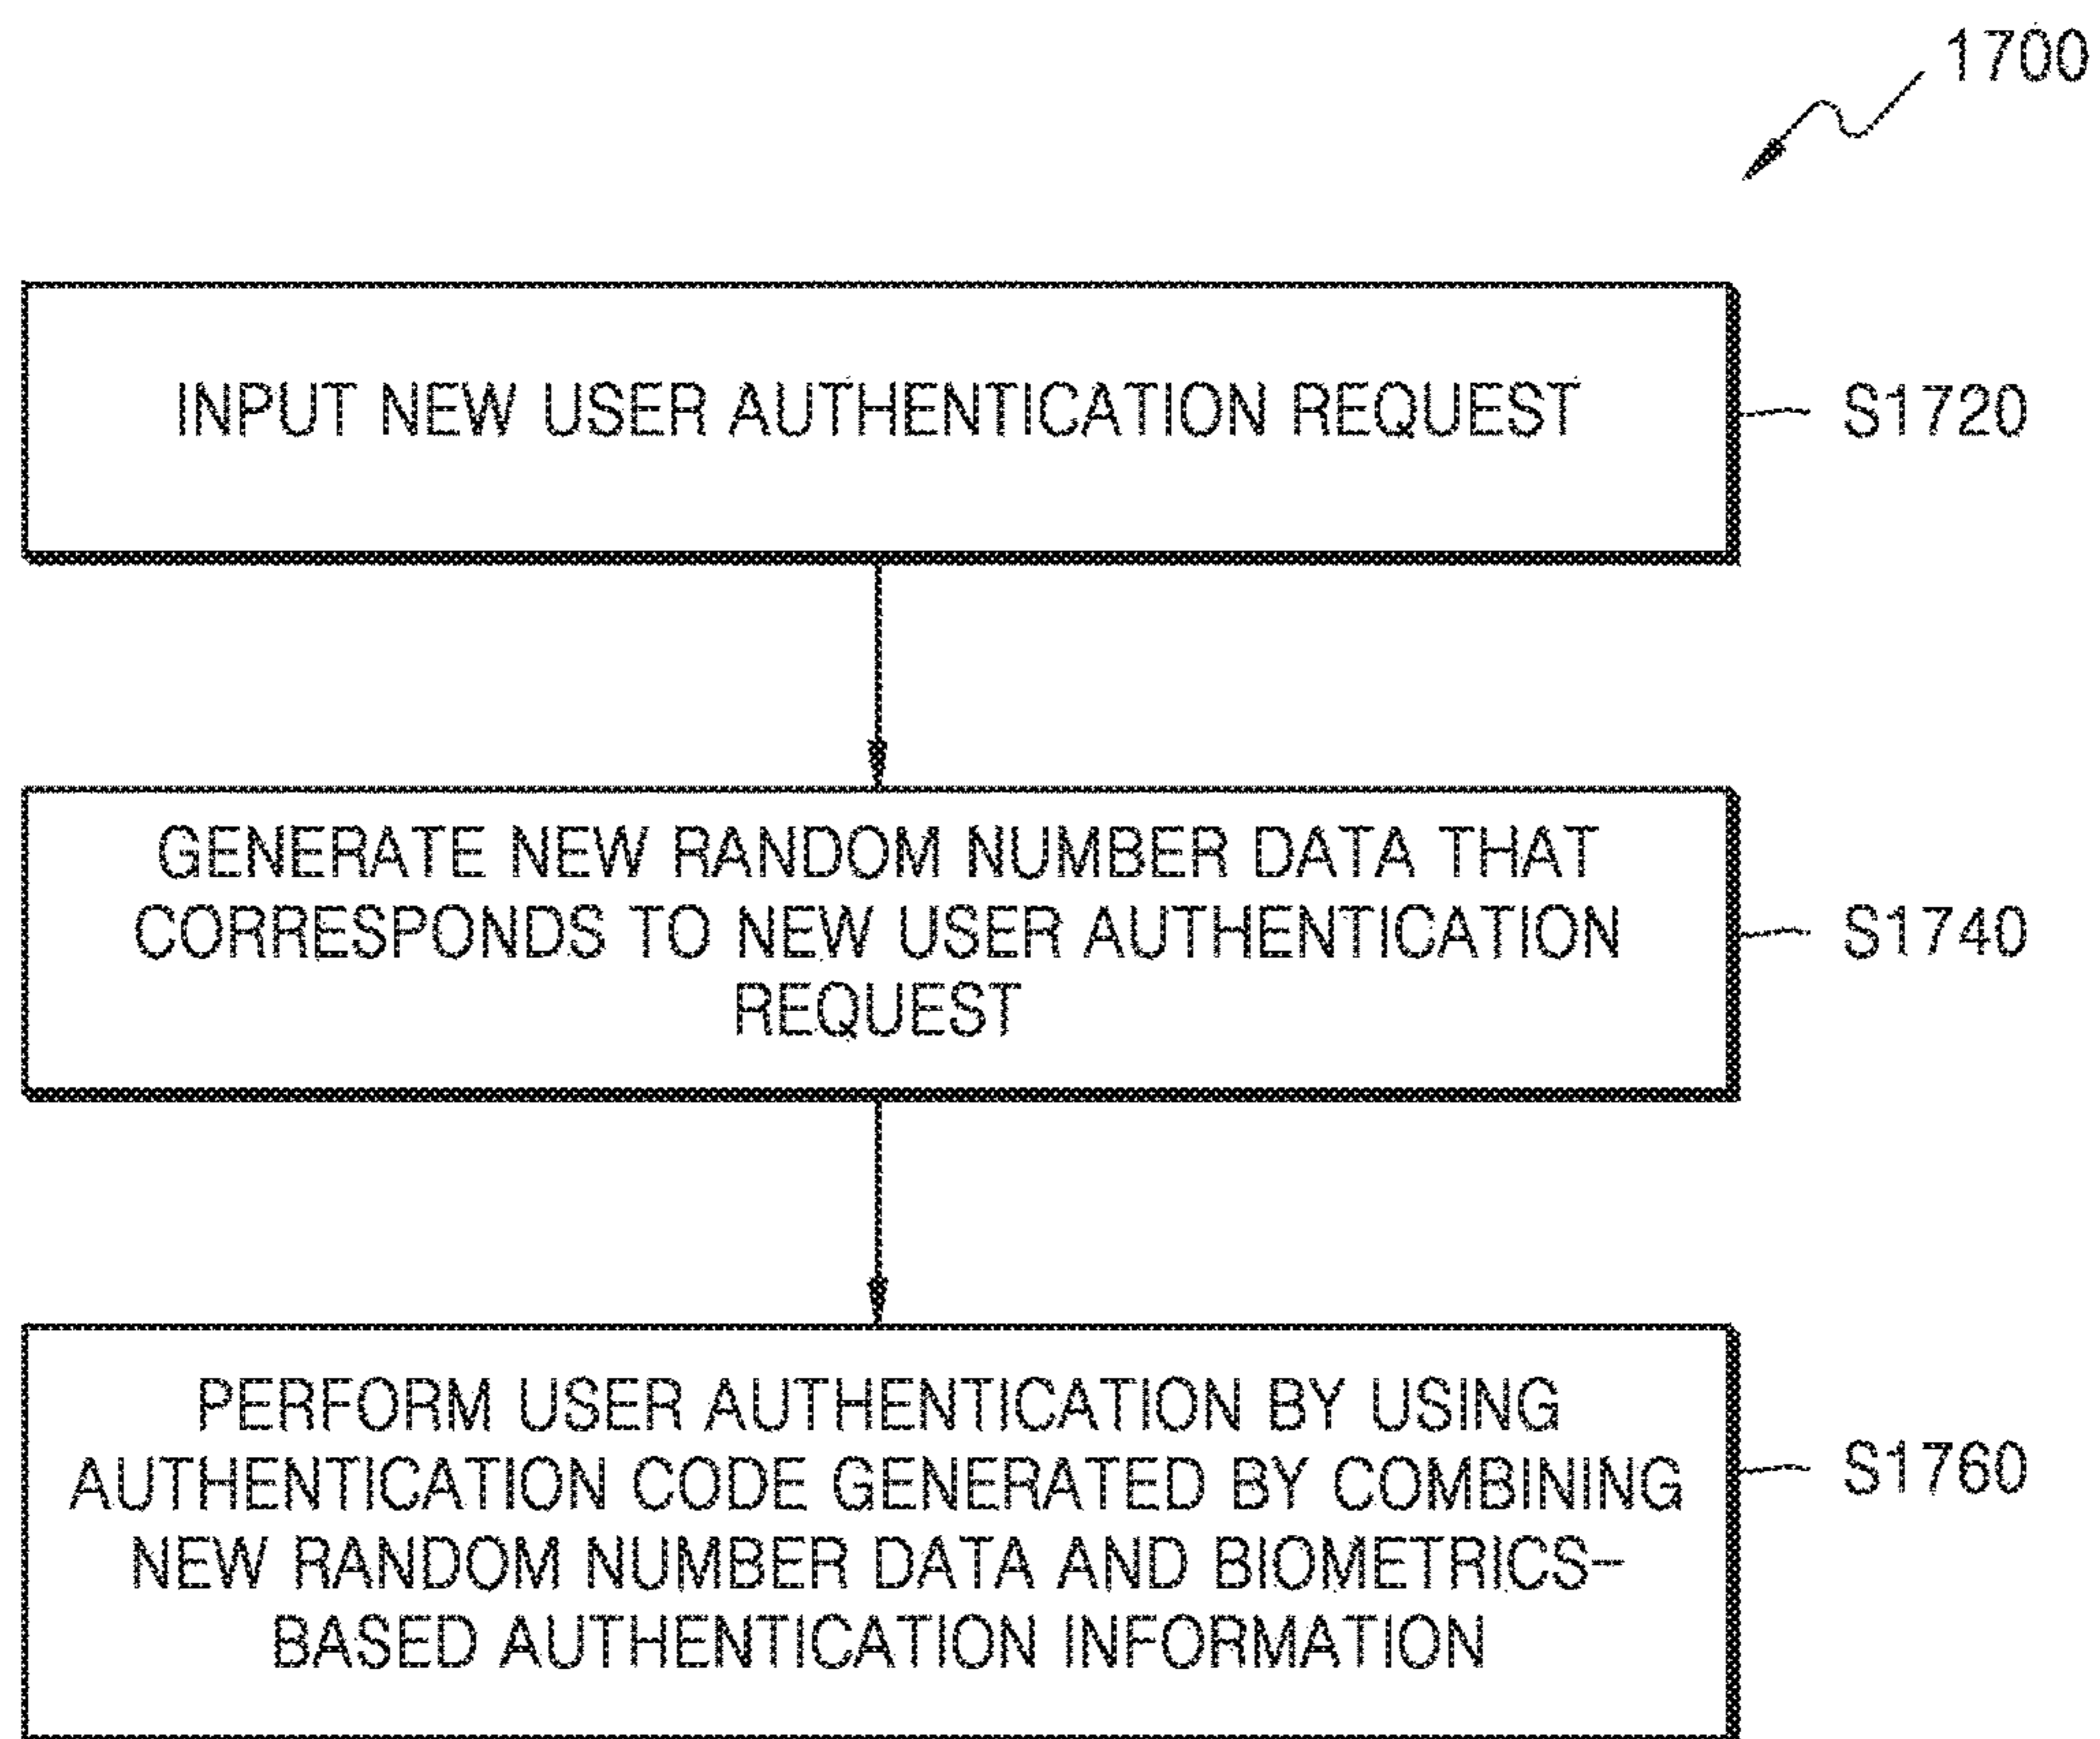 1700
INPUT NEW USER AUTHENTICATION REQUEST
S1720
GENERATE NEW RANDOM NUMBER DATA THAT
CORRESPONDS TO NEW USER AUTHENTICATION
REQUEST
S1740
PERFORM USER AUTHENTICATION BY USING
AUTHENTICATION CODE GENERATED BY COMBINING
NEW RANDOM NUMBER DATA AND BIOMETRICS-
BASED AUTHENTICATION INFORMATION
S1760